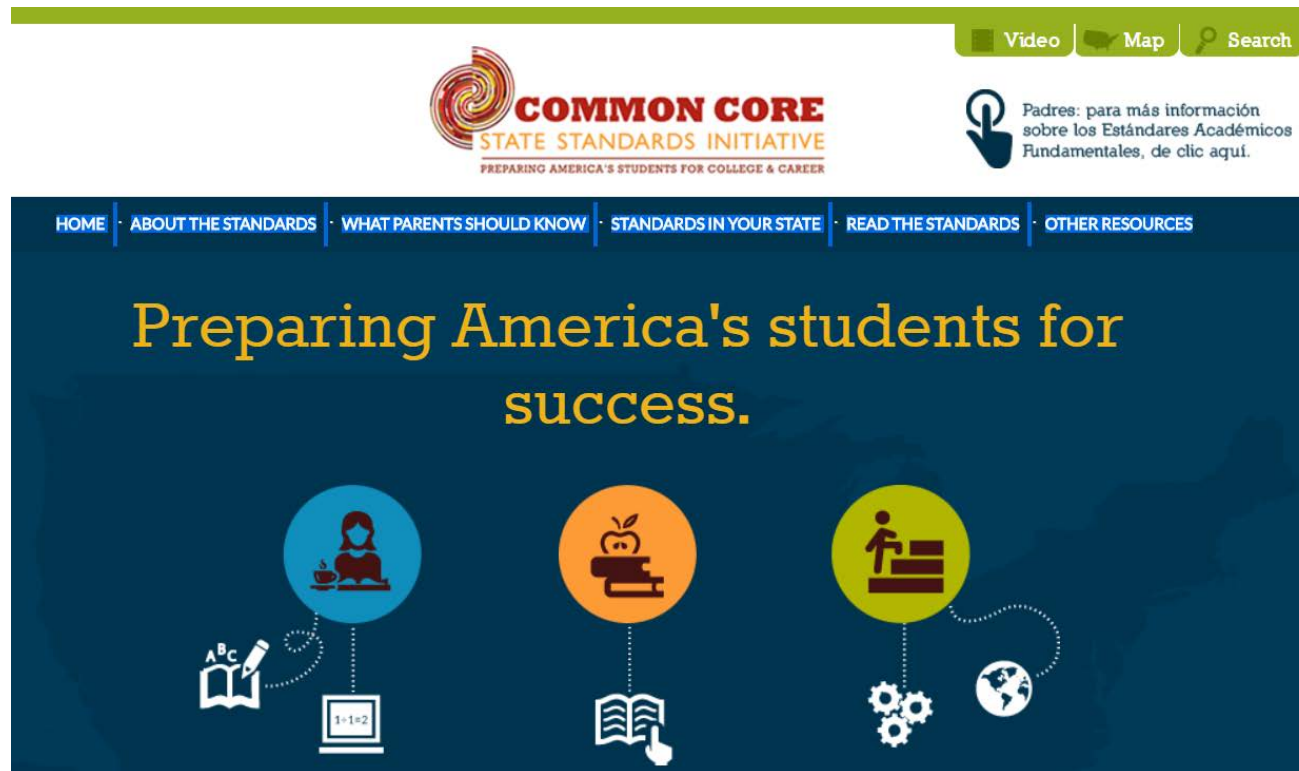 Video Map Search
COMMON CORE
STATE STANDARDS INITIATIVE
PREPARING AMERICA'S STUDENTS FOR COLLEGE & CAREER
Padres: para más información
sobre los Estándares Académicos
Fundamentales, de clic aquí.
HOME · ABOUT THE STANDARDS · WHAT PARENTS SHOULD KNOW · STANDARDS IN YOUR STATE · READ THE STANDARDS · OTHER RESOURCES
Preparing America's students for
success.
ABC
1+1=2